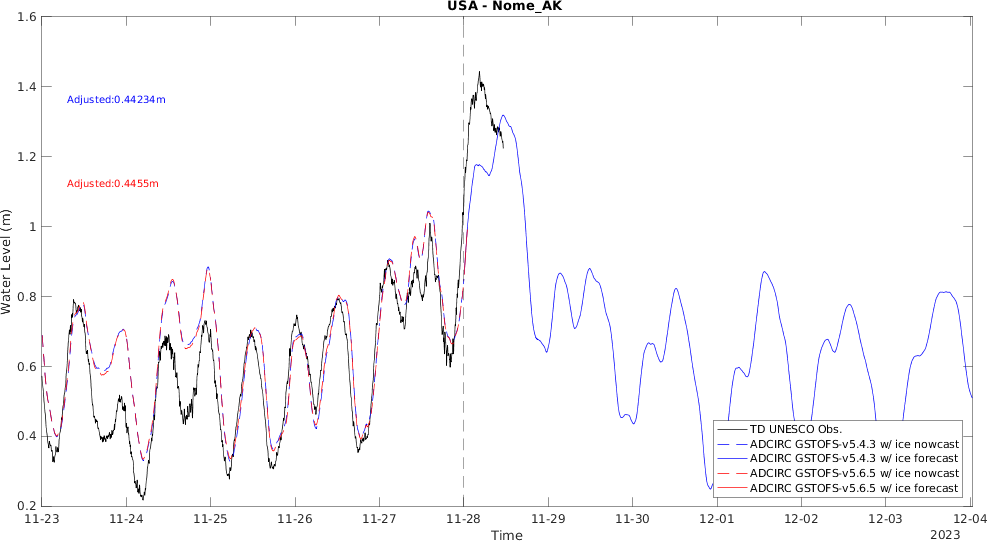 USA - Nome_AK
1.6
1.4
1.2
1
0.8
0.6
0.4
0.2
Water Level (m)
Adjusted:0.44234m
Adjusted:0.4455m
TD UNESCO Obs.
ADCIRC GSTOFS-v5.4.3 w/ ice nowcast
ADCIRC GSTOFS-v5.4.3 w/ ice forecast
ADCIRC GSTOFS-v5.6.5 w/ ice nowcast
ADCIRC GSTOFS-v5.6.5 w/ ice forecast
11-23 11-24 11-25 11-26 11-27 11-28 11-29 11-30 12-01 12-02 12-03 12-04
Time
2023